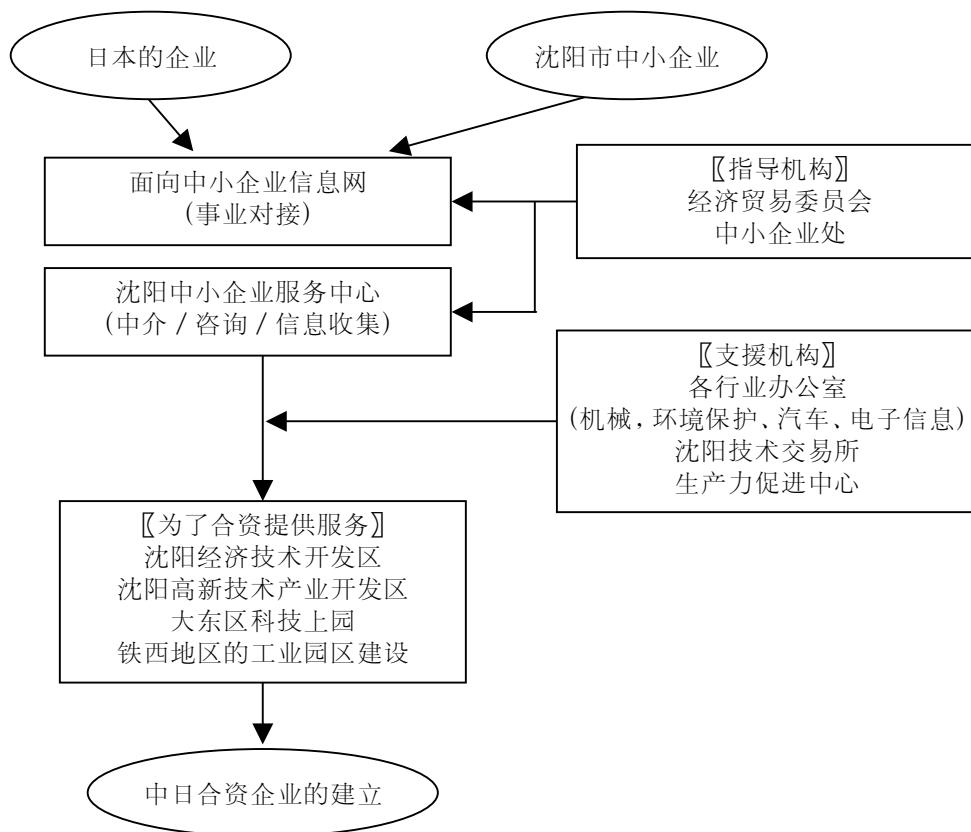 日本的企业
沈阳市中小企业
面向中小企业信息网
(事业对接)
〖指导机构〗
经济贸易委员会
中小企业处
沈阳中小企业服务中心
(中介 / 咨询 / 信息收集)
〖支援机构〗
各行业办公室
(机械，环境保护、汽车、电子信息)
沈阳技术交易所
生产力促进中心
〖为了合资提供服务〗
沈阳经济技术开发区
沈阳高新技术产业开发区
大东区科技上园
铁西地区的工业园区建设
中日合资企业的建立